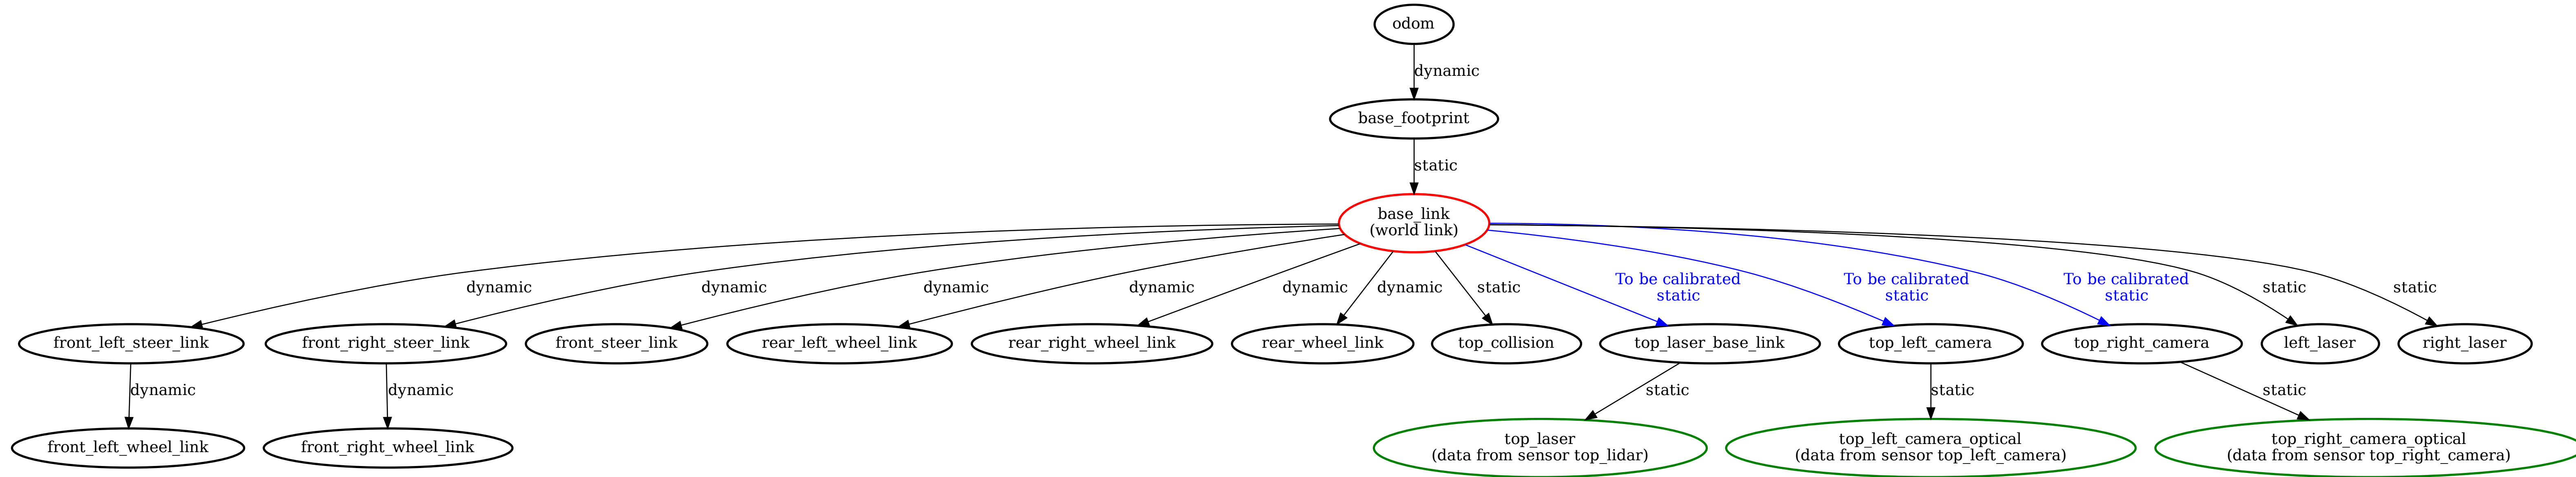 odom
dynamic
base_footprint
static
base_link
(world link)
dynamic
dynamic
dynamic
dynamic
dynamic
dynamic
static
To be calibrated
static
To be calibrated
static
To be calibrated
static
static
static
front_left_steer_link
front_right_steer_link
front_steer_link
rear_left_wheel_link
rear_right_wheel_link
rear_wheel_link
top_collision
top_laser_base_link
top_left_camera
top_right_camera
left_laser
right_laser
dynamic
dynamic
static
static
static
front_left_wheel_link
front_right_wheel_link
top_laser
(data from sensor top_lidar)
top_left_camera_optical
(data from sensor top_left_camera)
top_right_camera_optical
(data from sensor top_right_camera)